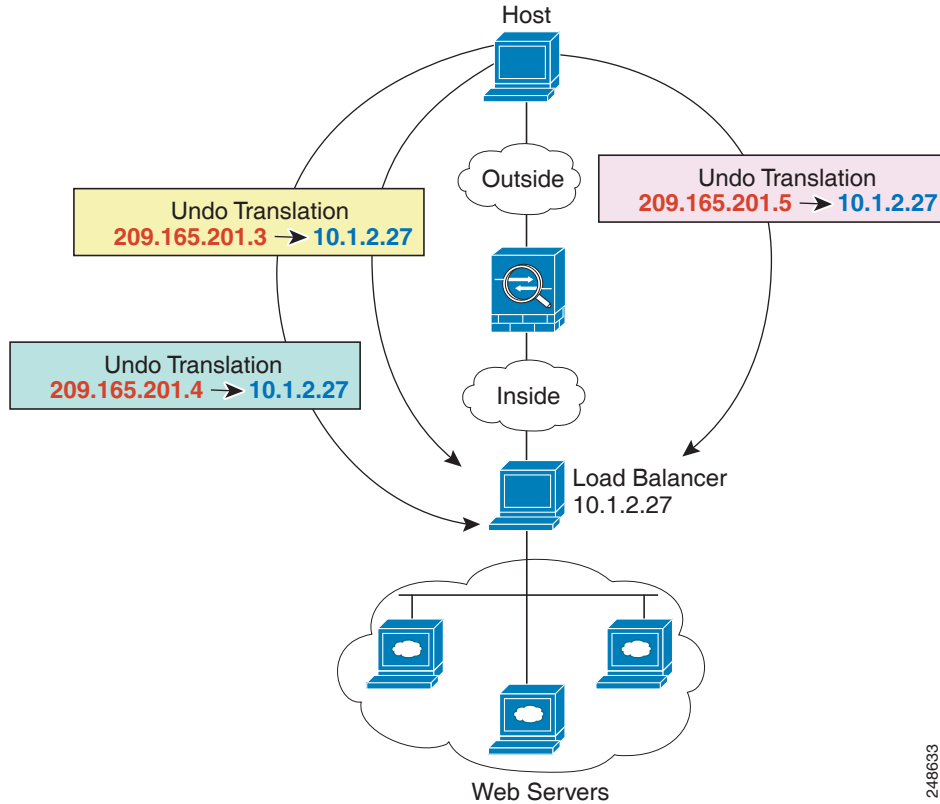 Host
Outside
Undo Translation
209.165.201.5 → 10.1.2.27
Undo Translation
209.165.201.3 → 10.1.2.27
Undo Translation
209.165.201.4 → 10.1.2.27
Inside
Load Balancer
10.1.2.27
Web Servers
248633